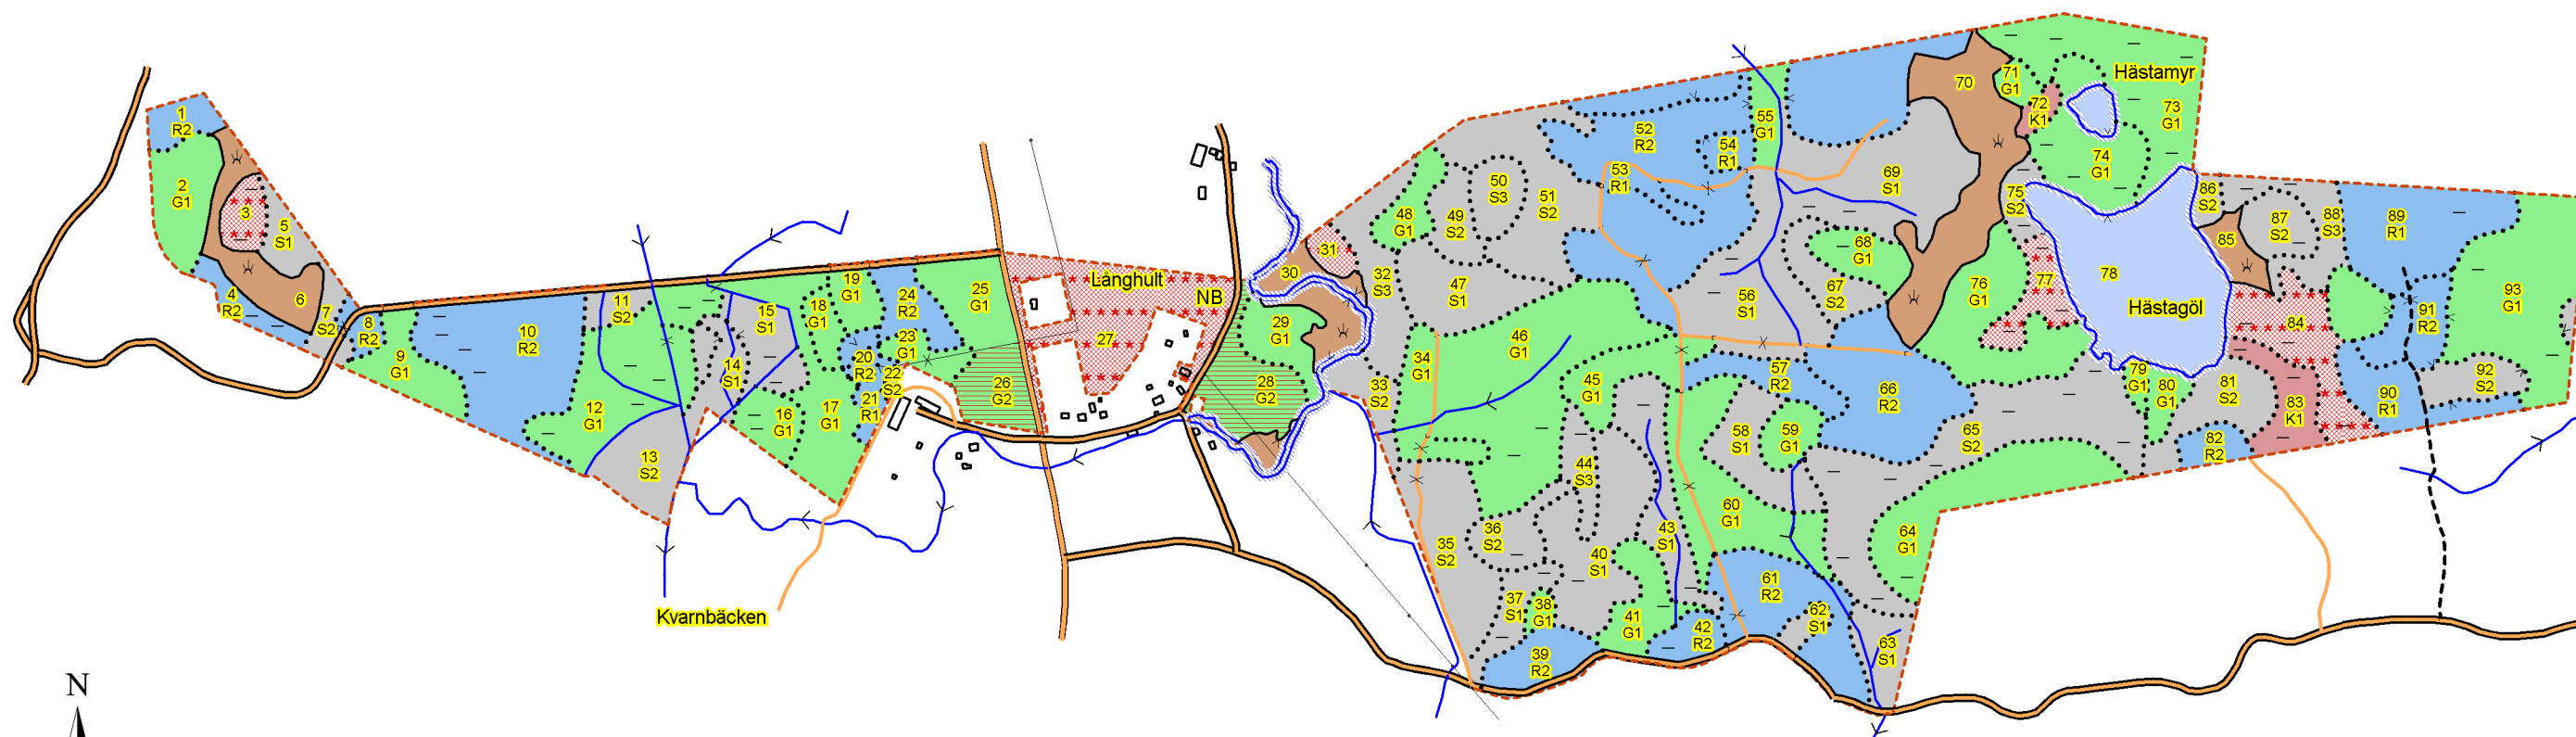 1
R2
2
G1
3
5
S1
4
R2
6
7
S2
8
R2
9
G1
10
R2
11
S2
12
G1
13
S2
14
S1
15
S1
16
G1
17
G1
18
G1
19
G1
20
R2
21
R1
22
S2
23
G1
24
R2
25
G1
26
G2
Långhult
NB
27
28
G2
29
G1
30
31
32
S3
33
S2
34
G1
35
S2
36
S2
37
S1
38
G1
39
R2
40
S1
41
G1
42
R2
43
S1
44
S3
45
G1
46
G1
47
S1
48
G1
49
S2
50
S3
51
S2
52
R2
53
R1
54
R1
55
G1
56
S1
57
R2
58
S1
59
G1
60
G1
61
R2
62
S1
63
S1
64
G1
65
S2
66
R2
67
S2
68
G1
69
S1
70
71
G1
72
K1
Hästamyr
73
G1
74
G1
75
S2
76
G1
77
78
Hästagöl
79
G1
80
G1
81
S2
82
R2
83
K1
84
85
86
S2
87
S2
88
S3
89
R1
90
R1
91
R2
92
S2
93
G1
Kvarnbäcken
N